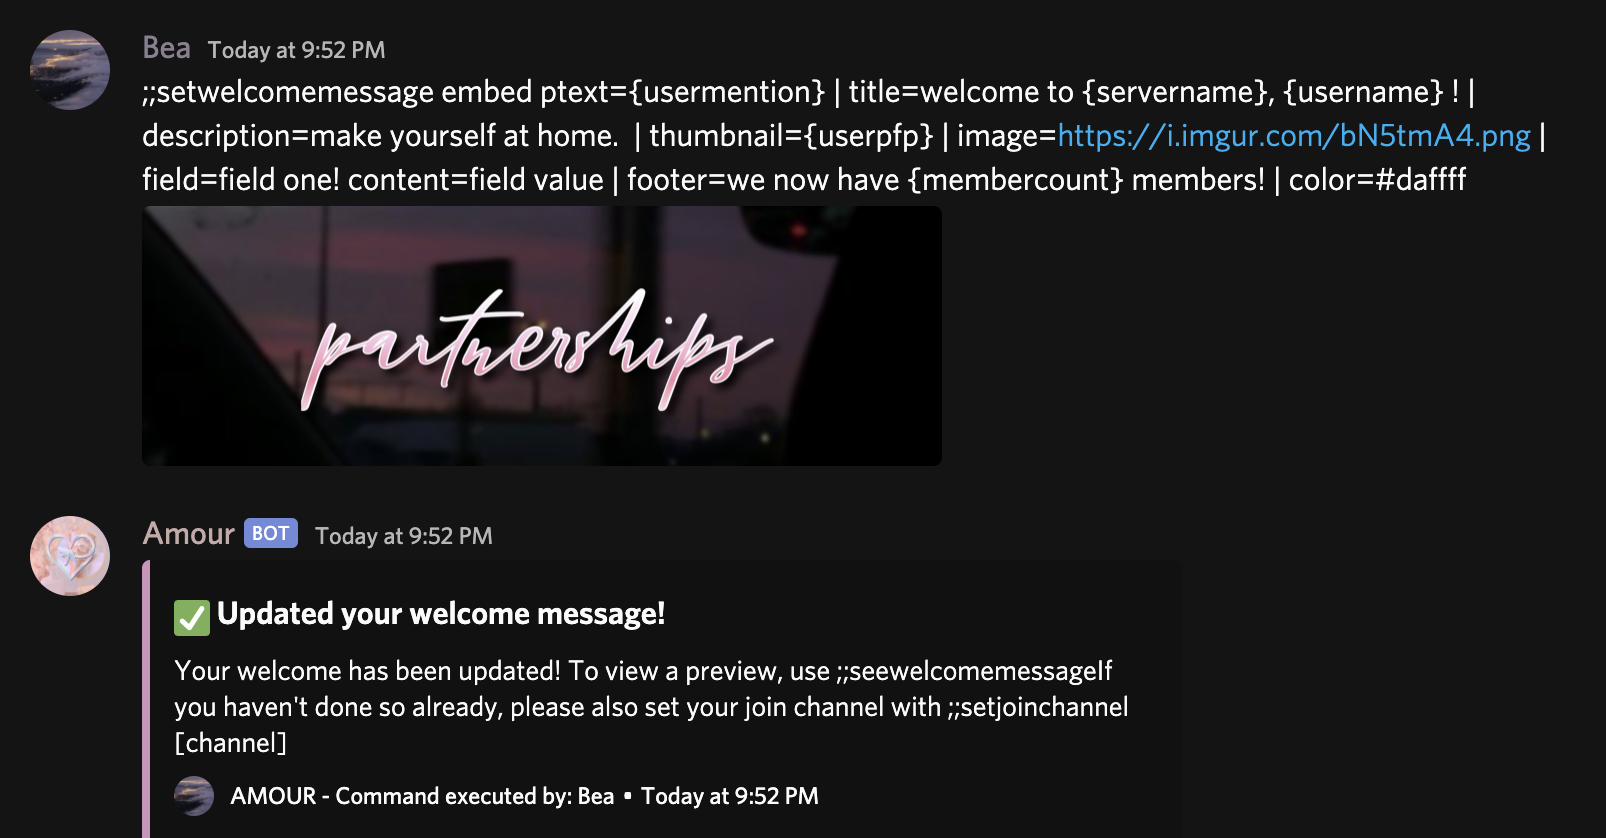 Bea Today at 9:52 PM
;;setwelcomemessage embed ptext={usermention} | title=welcome to {servername}, {username} ! |
description=make yourself at home.  | thumbnail={userpfp} | image=https://i.imgur.com/bN5tmA4.png |
field=field one! content=field value | footer=we now have {membercount} members! | color=#daffff
partnerships
Amour BOT Today at 9:52 PM
✅ Updated your welcome message!
Your welcome has been updated! To view a preview, use ;;seewelcomemessageIf
you haven't done so already, please also set your join channel with ;;setjoinchannel
[channel]
AMOUR - Command executed by: Bea • Today at 9:52 PM